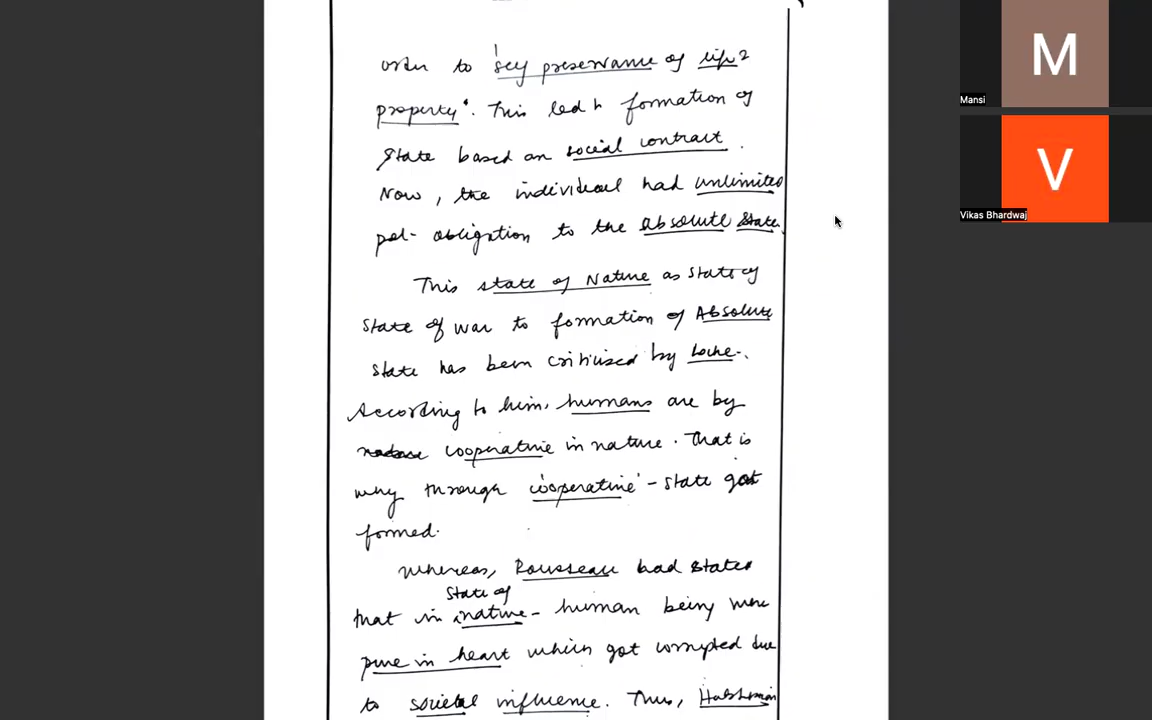 order to 'self preservance of life &
property'. This led to formation of
State based on social contract.
Now, the individual had unlimited
pol- obligation to the absolute state.
This state of Nature as State of
State of war to formation of Absolute
State has been criticised by Locke.
According to him, humans are by
cooperative in nature. That is
why through 'cooperative' - state got
formed.
Whereas, Rousseau had stated
State of
that in nature - human being were
pure in heart which got corrupted due
to societal influence. Thus, Hobbesian
M
Mansi
V
Vikas Bhardwaj